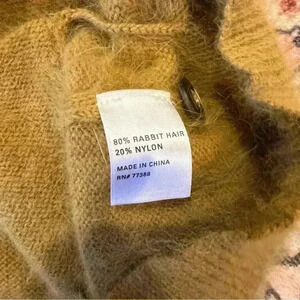 80% RABBIT HAIR
20% NYLON
MADE IN CHINA
RN# 77388